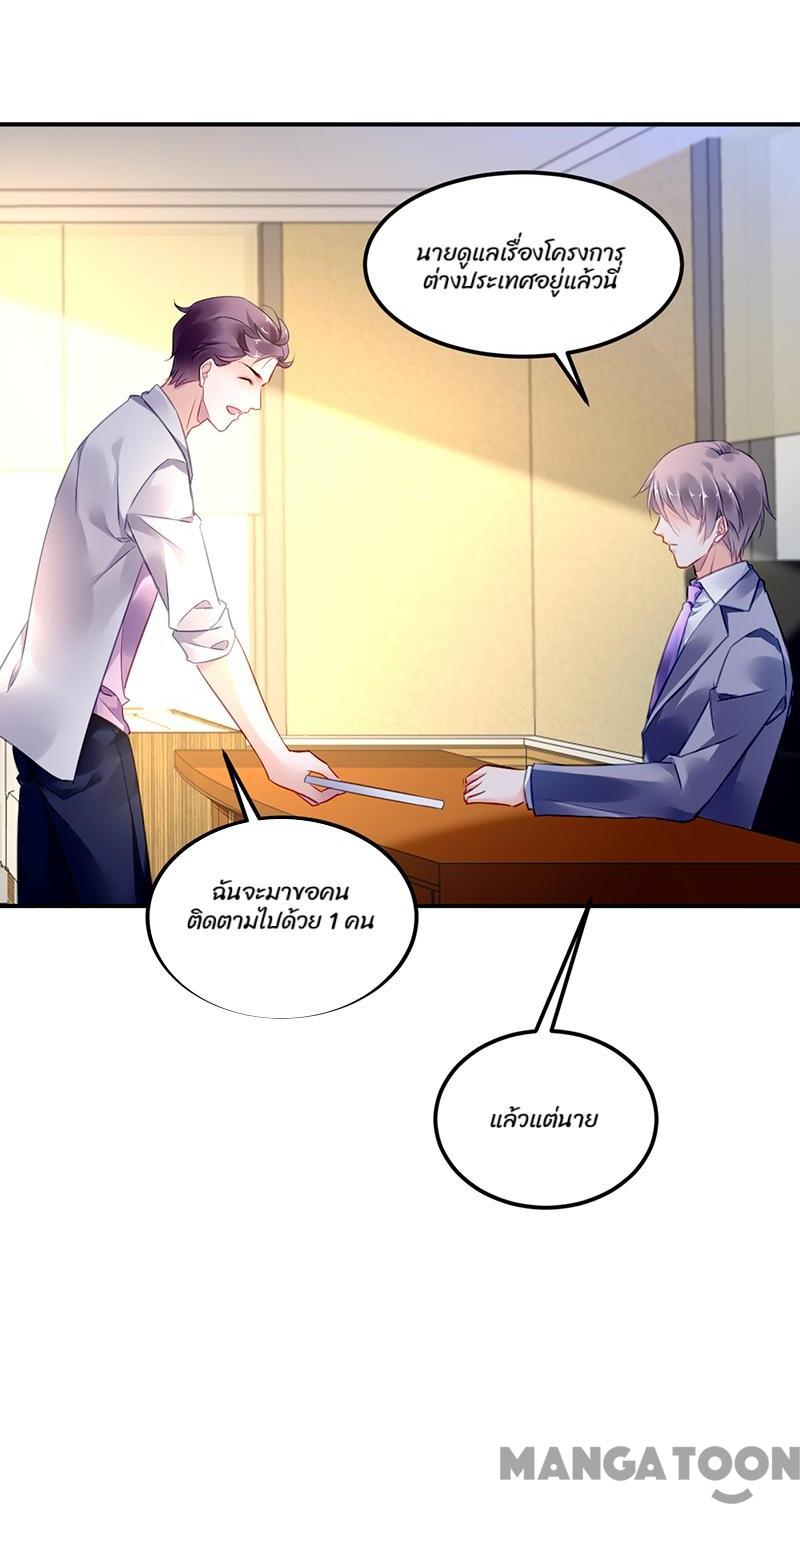 นายดูแลเรื่องโครงการ
ต่างประเทศอยู่แล้วนี่
ฉันจะมาขอคน
ติดตามไปด้วย 1 คน
แล้วแต่นาย
MANGATOON